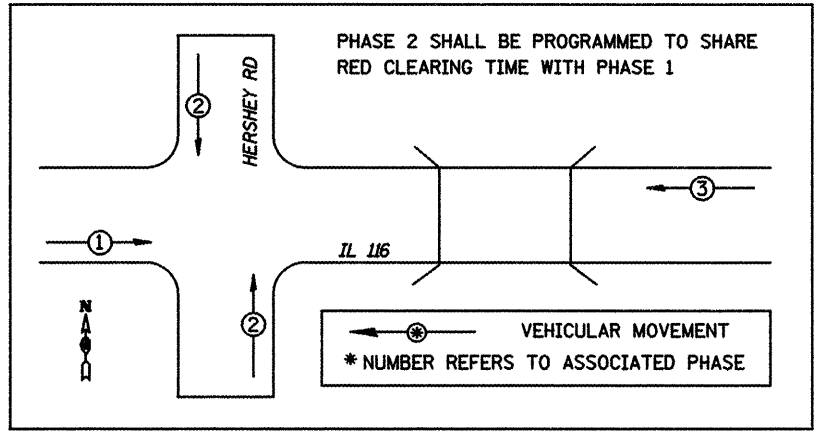 PHASE 2 SHALL BE PROGRAMMED TO SHARE
RED CLEARING TIME WITH PHASE 1
HERSHEY RD
2
3
1
IL 116
N
2
* VEHICULAR MOVEMENT
* NUMBER REFERS TO ASSOCIATED PHASE